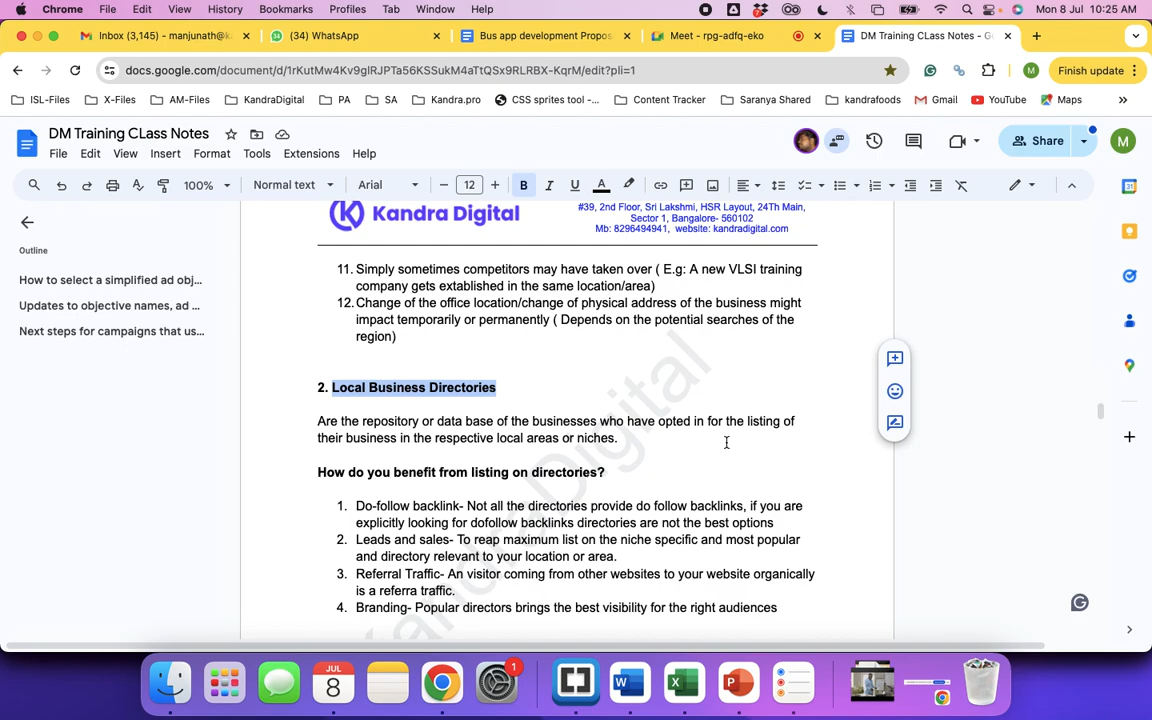 Chrome File Edit View History Bookmarks Profiles Tab Window Help Mon 8 Jul 10:25 AM
Inbox (3,145) - manjunath@ka (34) WhatsApp Bus app development Propos Meet - rpg-adfq-eko DM Training CLass Notes - Go
docs.google.com/document/d/1rKutMw4Kv9glRJPTa56KSSukM4aTtQSx9RLRBX-KqrM/edit?pli=1 M Finish update
ISL-Files X-Files AM-Files KandraDigital PA SA Kandra.pro CSS sprites tool -... Content Tracker Saranya Shared kandrafoods Gmail YouTube Maps
DM Training CLass Notes
File Edit View Insert Format Tools Extensions Help
Share M
100% Normal text Arial 12 B I U A
Outline
How to select a simplified ad obj...
Updates to objective names, ad ...
Next steps for campaigns that us...
Kandra Digital
#39, 2nd Floor, Sri Lakshmi, HSR Layout, 24Th Main,
Sector 1, Bangalore- 560102
Mb: 8296494941, website: kandradigital.com
11. Simply sometimes competitors may have taken over ( E.g: A new VLSI training
company gets extablished in the same location/area)
12. Change of the office location/change of physical address of the business might
impact temporarily or permanently ( Depends on the potential searches of the
region)
2. Local Business Directories
Are the repository or data base of the businesses who have opted in for the listing of
their business in the respective local areas or niches.
How do you benefit from listing on directories?
1. Do-follow backlink- Not all the directories provide do follow backlinks, if you are
explicitly looking for dofollow backlinks directories are not the best options
2. Leads and sales- To reap maximum list on the niche specific and most popular
and directory relevant to your location or area.
3. Referral Traffic- An visitor coming from other websites to your website organically
is a referra traffic.
4. Branding- Popular directors brings the best visibility for the right audiences
KandraDigital
JUL
8
1